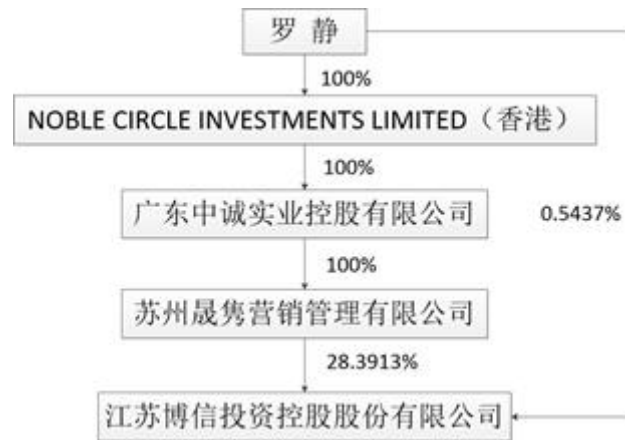 罗 静
100%
NOBLE CIRCLE INVESTMENTS LIMITED（香港）
100%
广东中诚实业控股有限公司
0.5437%
100%
苏州晟隽营销管理有限公司
28.3913%
江苏博信投资控股股份有限公司